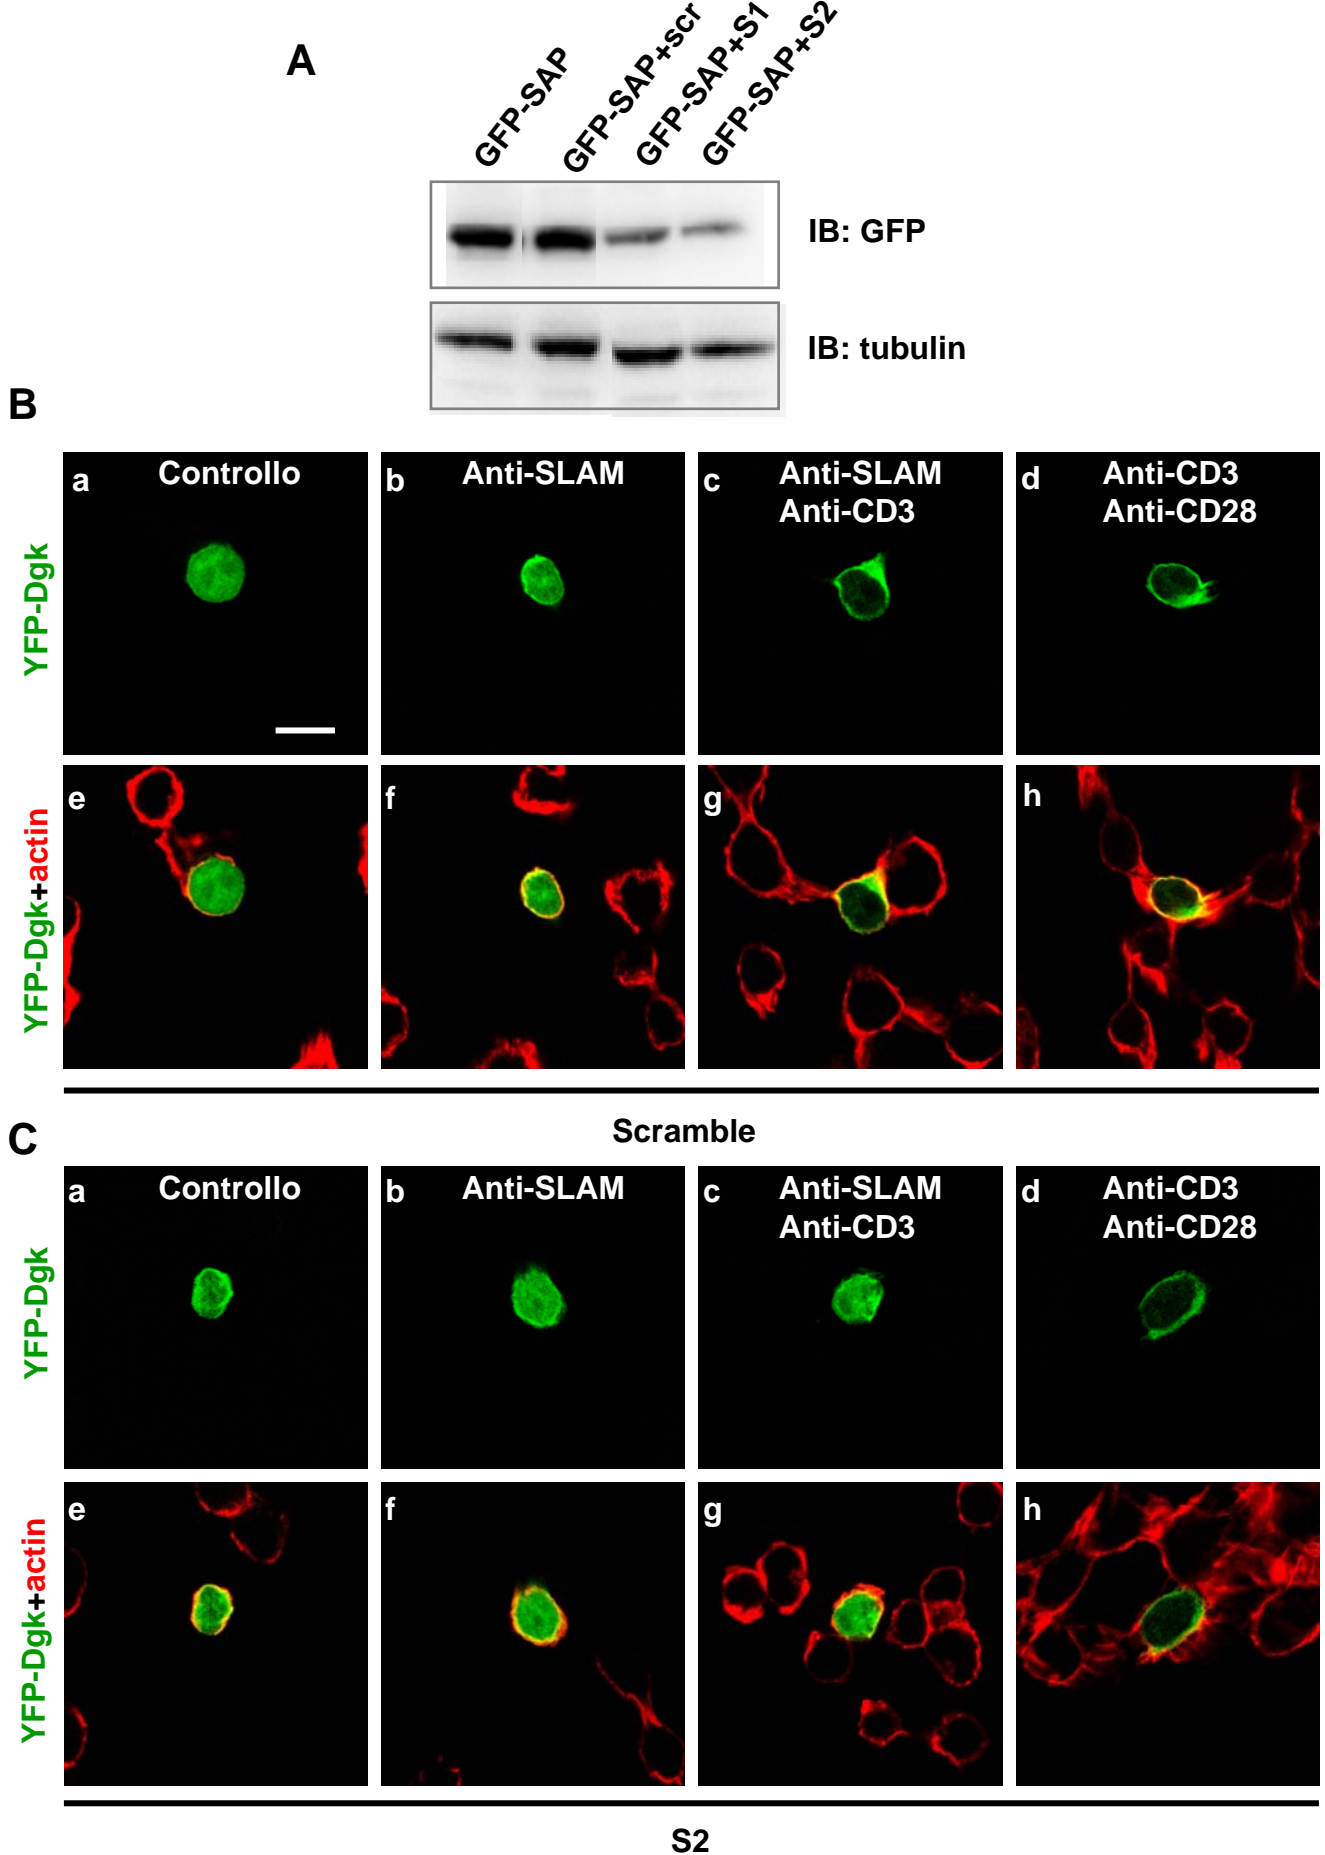 A
GFP-SAP
GFP-SAP+scr
GFP-SAP+S1
GFP-SAP+S2
IB: GFP
IB: tubulin
B
YFP-Dgk
a
Controllo
b
Anti-SLAM
c
Anti-SLAM
Anti-CD3
d
Anti-CD3
Anti-CD28
YFP-Dgk+actin
e
f
g
h
Scramble
C
YFP-Dgk
a
Controllo
b
Anti-SLAM
c
Anti-SLAM
Anti-CD3
d
Anti-CD3
Anti-CD28
YFP-Dgk+actin
e
f
g
h
S2